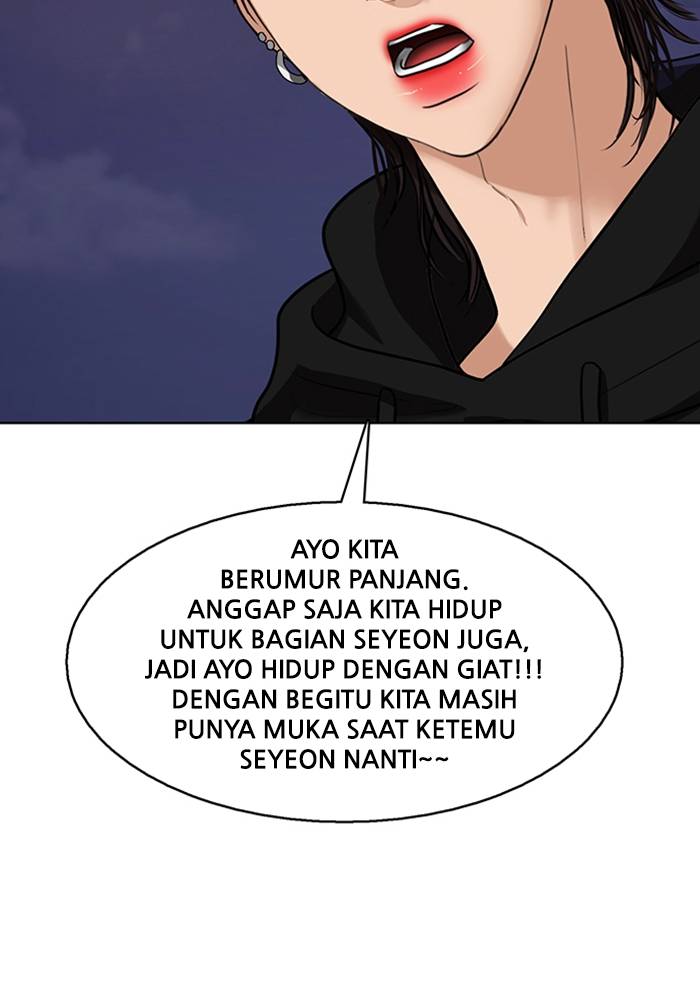 AYO KITA
BERUMUR PANJANG.
ANGGAP SAJA KITA HIDUP
UNTUK BAGIAN SEYEON JUGA,
JADI AYO HIDUP DENGAN GIAT!!!
DENGAN BEGITU KITA MASIH
PUNYA MUKA SAAT KETEMU
SEYEON NANTI~~